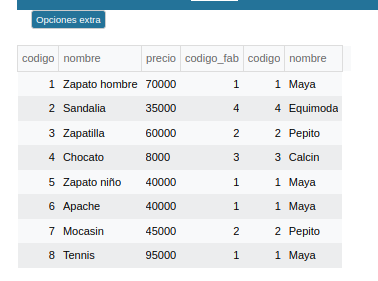 Opciones extra
codigo nombre precio codigo_fab codigo nombre
1 Zapato hombre 70000 1 1 Maya
2 Sandalia 35000 4 4 Equimoda
3 Zapatilla 60000 2 2 Pepito
4 Chocato 8000 3 3 Calcin
5 Zapato niño 40000 1 1 Maya
6 Apache 40000 1 1 Maya
7 Mocasin 45000 2 2 Pepito
8 Tennis 95000 1 1 Maya